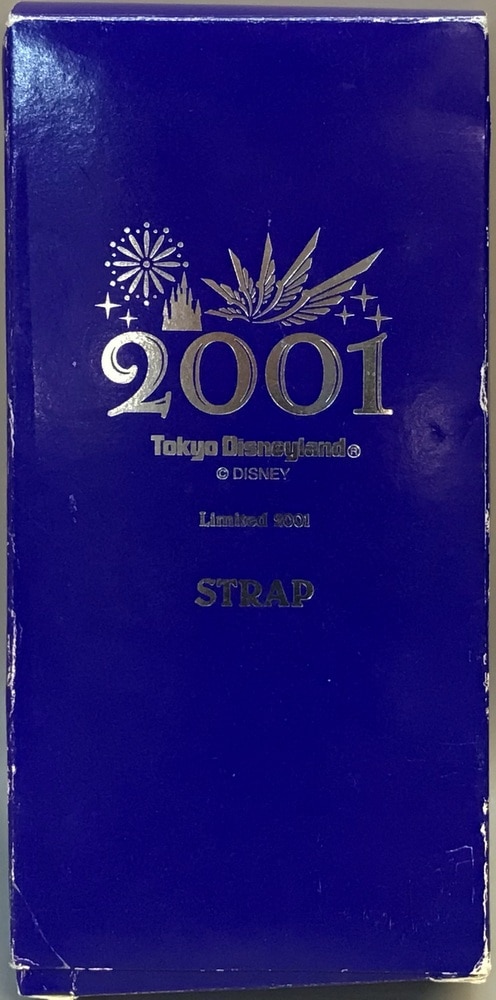 2001
Tokyo Disneyland®
© DISNEY
Limited 2001
STRAP